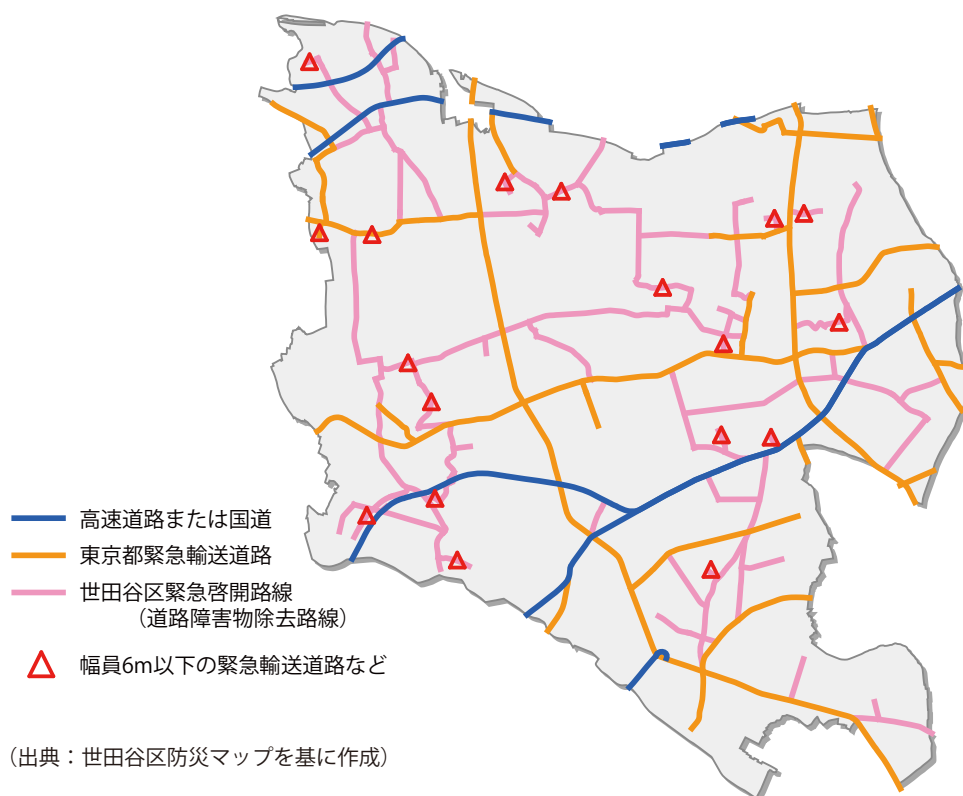 高速道路または国道
東京都緊急輸送道路
世田谷区緊急啓開路線
（道路障害物除去路線）
幅員6m以下の緊急輸送道路など
（出典：世田谷区防災マップを基に作成）